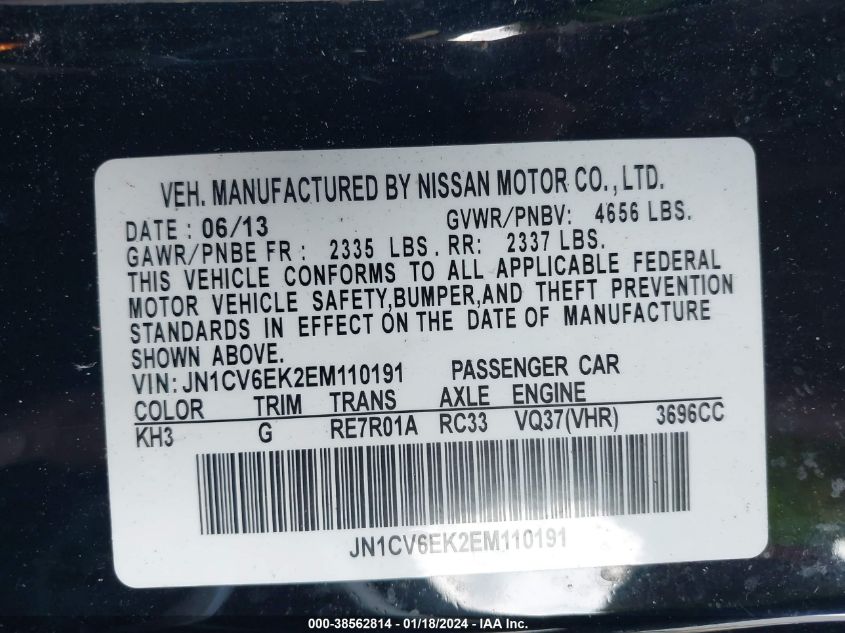 VEH. MANUFACTURED BY NISSAN MOTOR CO., LTD.
DATE : 06/13 GVWR/PNBV: 4656 LBS.
GAWR/PNBE FR : 2335 LBS. RR: 2337 LBS.
THIS VEHICLE CONFORMS TO ALL APPLICABLE FEDERAL
MOTOR VEHICLE SAFETY,BUMPER,AND THEFT PREVENTION
STANDARDS IN EFFECT ON THE DATE OF MANUFACTURE
SHOWN ABOVE.
VIN: JN1CV6EK2EM110191 PASSENGER CAR
COLOR TRIM TRANS AXLE ENGINE
KH3 G RE7R01A RC33 VQ37(VHR) 3696CC
JN1CV6EK2EM110191
000-38562814 - 01/18/2024 - IAA Inc.